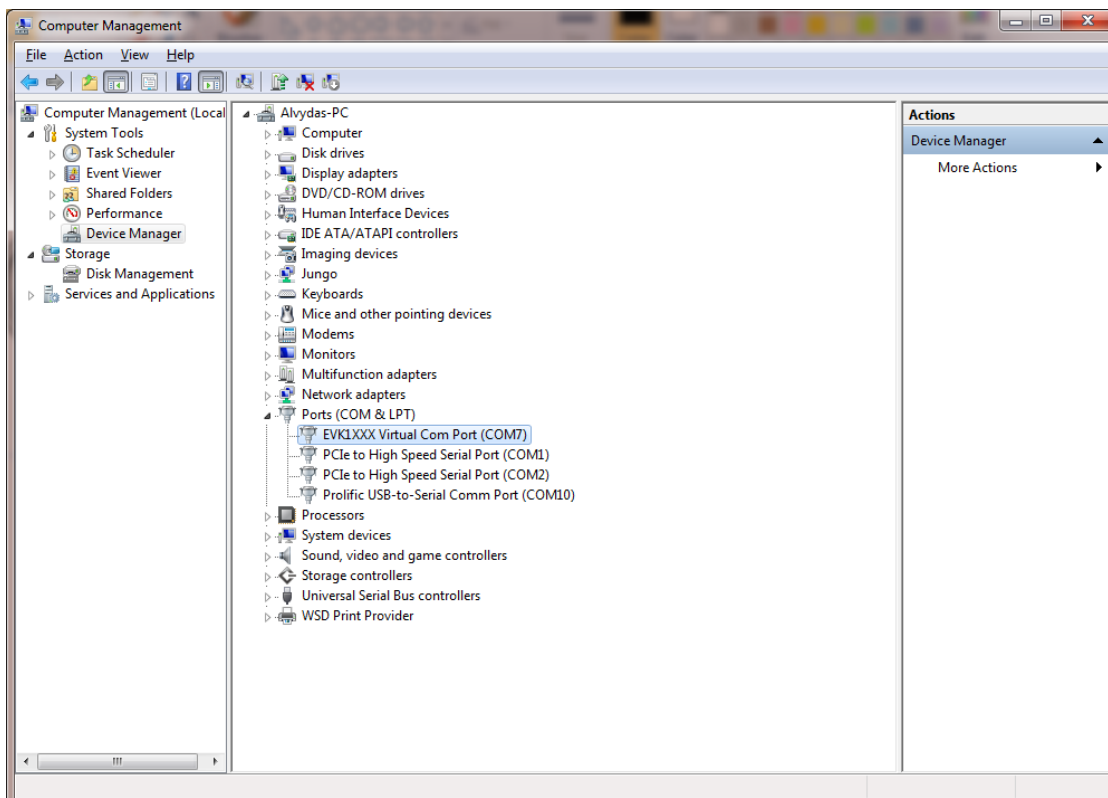 Computer Management
File Action View Help
Computer Management (Local
System Tools
Task Scheduler
Event Viewer
Shared Folders
Performance
Device Manager
Storage
Disk Management
Services and Applications
Alvydas-PC
Computer
Disk drives
Display adapters
DVD/CD-ROM drives
Human Interface Devices
IDE ATA/ATAPI controllers
Imaging devices
Jungo
Keyboards
Mice and other pointing devices
Modems
Monitors
Multifunction adapters
Network adapters
Ports (COM & LPT)
EVK1XXX Virtual Com Port (COM7)
PCIe to High Speed Serial Port (COM1)
PCIe to High Speed Serial Port (COM2)
Prolific USB-to-Serial Comm Port (COM10)
Processors
System devices
Sound, video and game controllers
Storage controllers
Universal Serial Bus controllers
WSD Print Provider
Actions
Device Manager
More Actions